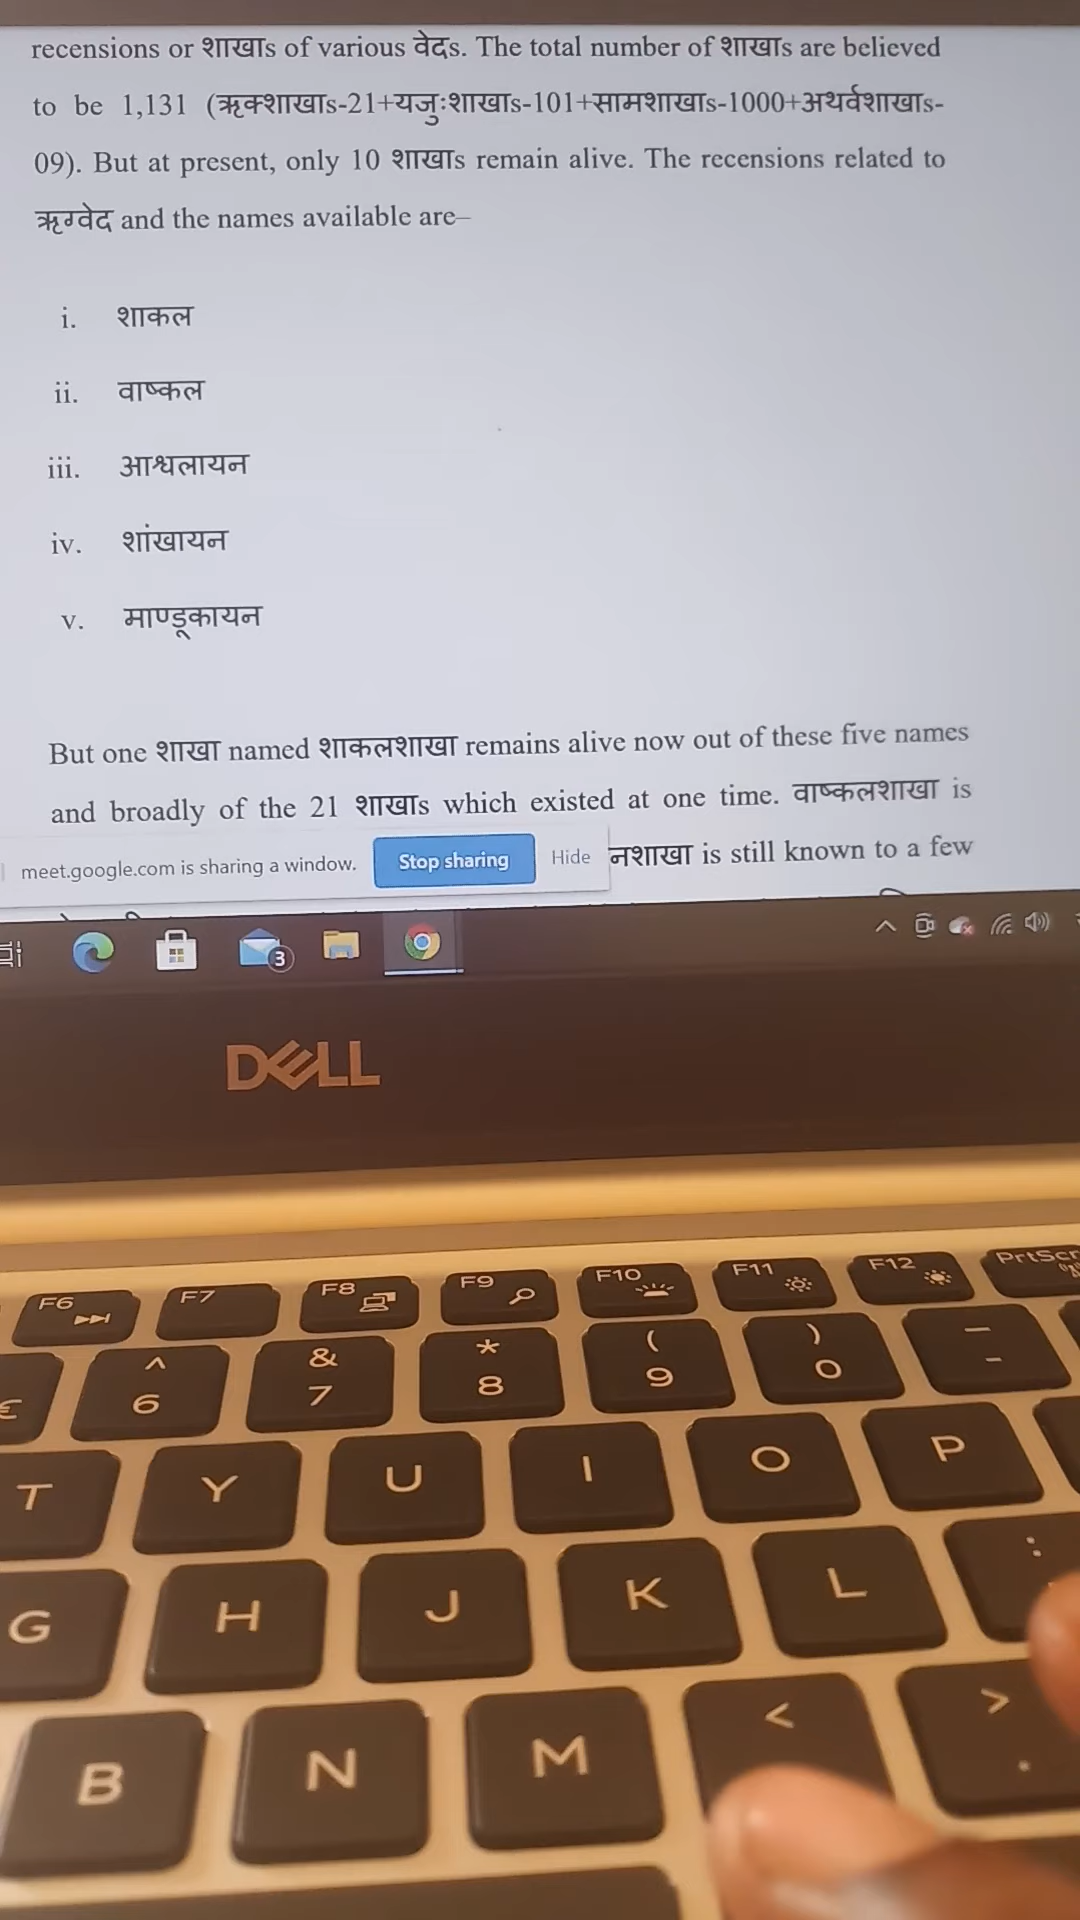 recensions or शाखाs of various वेदs. The total number of शाखाs are believed
to be 1,131 (ऋक्शाखाs-21+यजुःशाखाs-101+सामशाखाs-1000+अथर्वशाखाs-
09). But at present, only 10 शाखाs remain alive. The recensions related to
ऋग्वेद and the names available are–
i. शाकल
ii. वाष्कल
iii. आश्वलायन
iv. शांखायन
v. माण्डूकायन
But one शाखा named शाकलशाखा remains alive now out of these five names
and broadly of the 21 शाखाs which existed at one time. वाष्कलशाखा is
नशाखा is still known to a few
meet.google.com is sharing a window. Stop sharing Hide
3
DELL
F6 F7 F8 F9 F10 F11 F12 PrtScr
^ & * ( ) _
€ 6 7 8 9 0 -
T Y U I O P
G H J K L :
B N M < > .